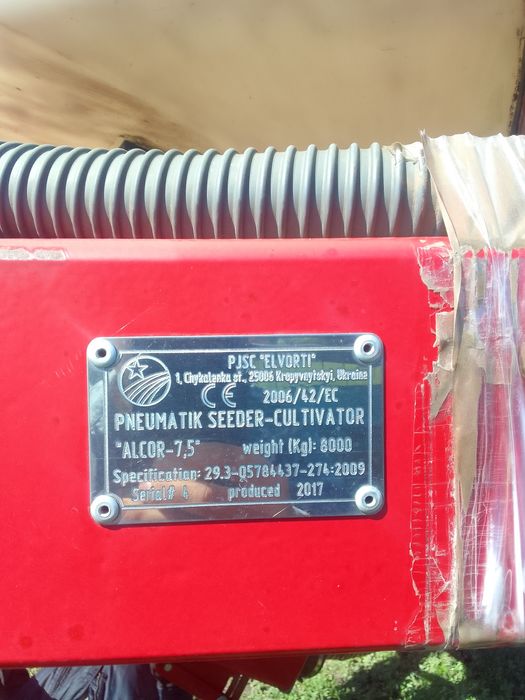 PJSC "ELVORTI"
1, Chykalenka st., 25006 Kropyvnytskyi, Ukraine
CE 2006/42/EC
PNEUMATIK SEEDER-CULTIVATOR
"ALCOR-7,5" weight (Kg): 8000
Specification: 29.3-05784437-274:2009
Serial# 4 produced 2017